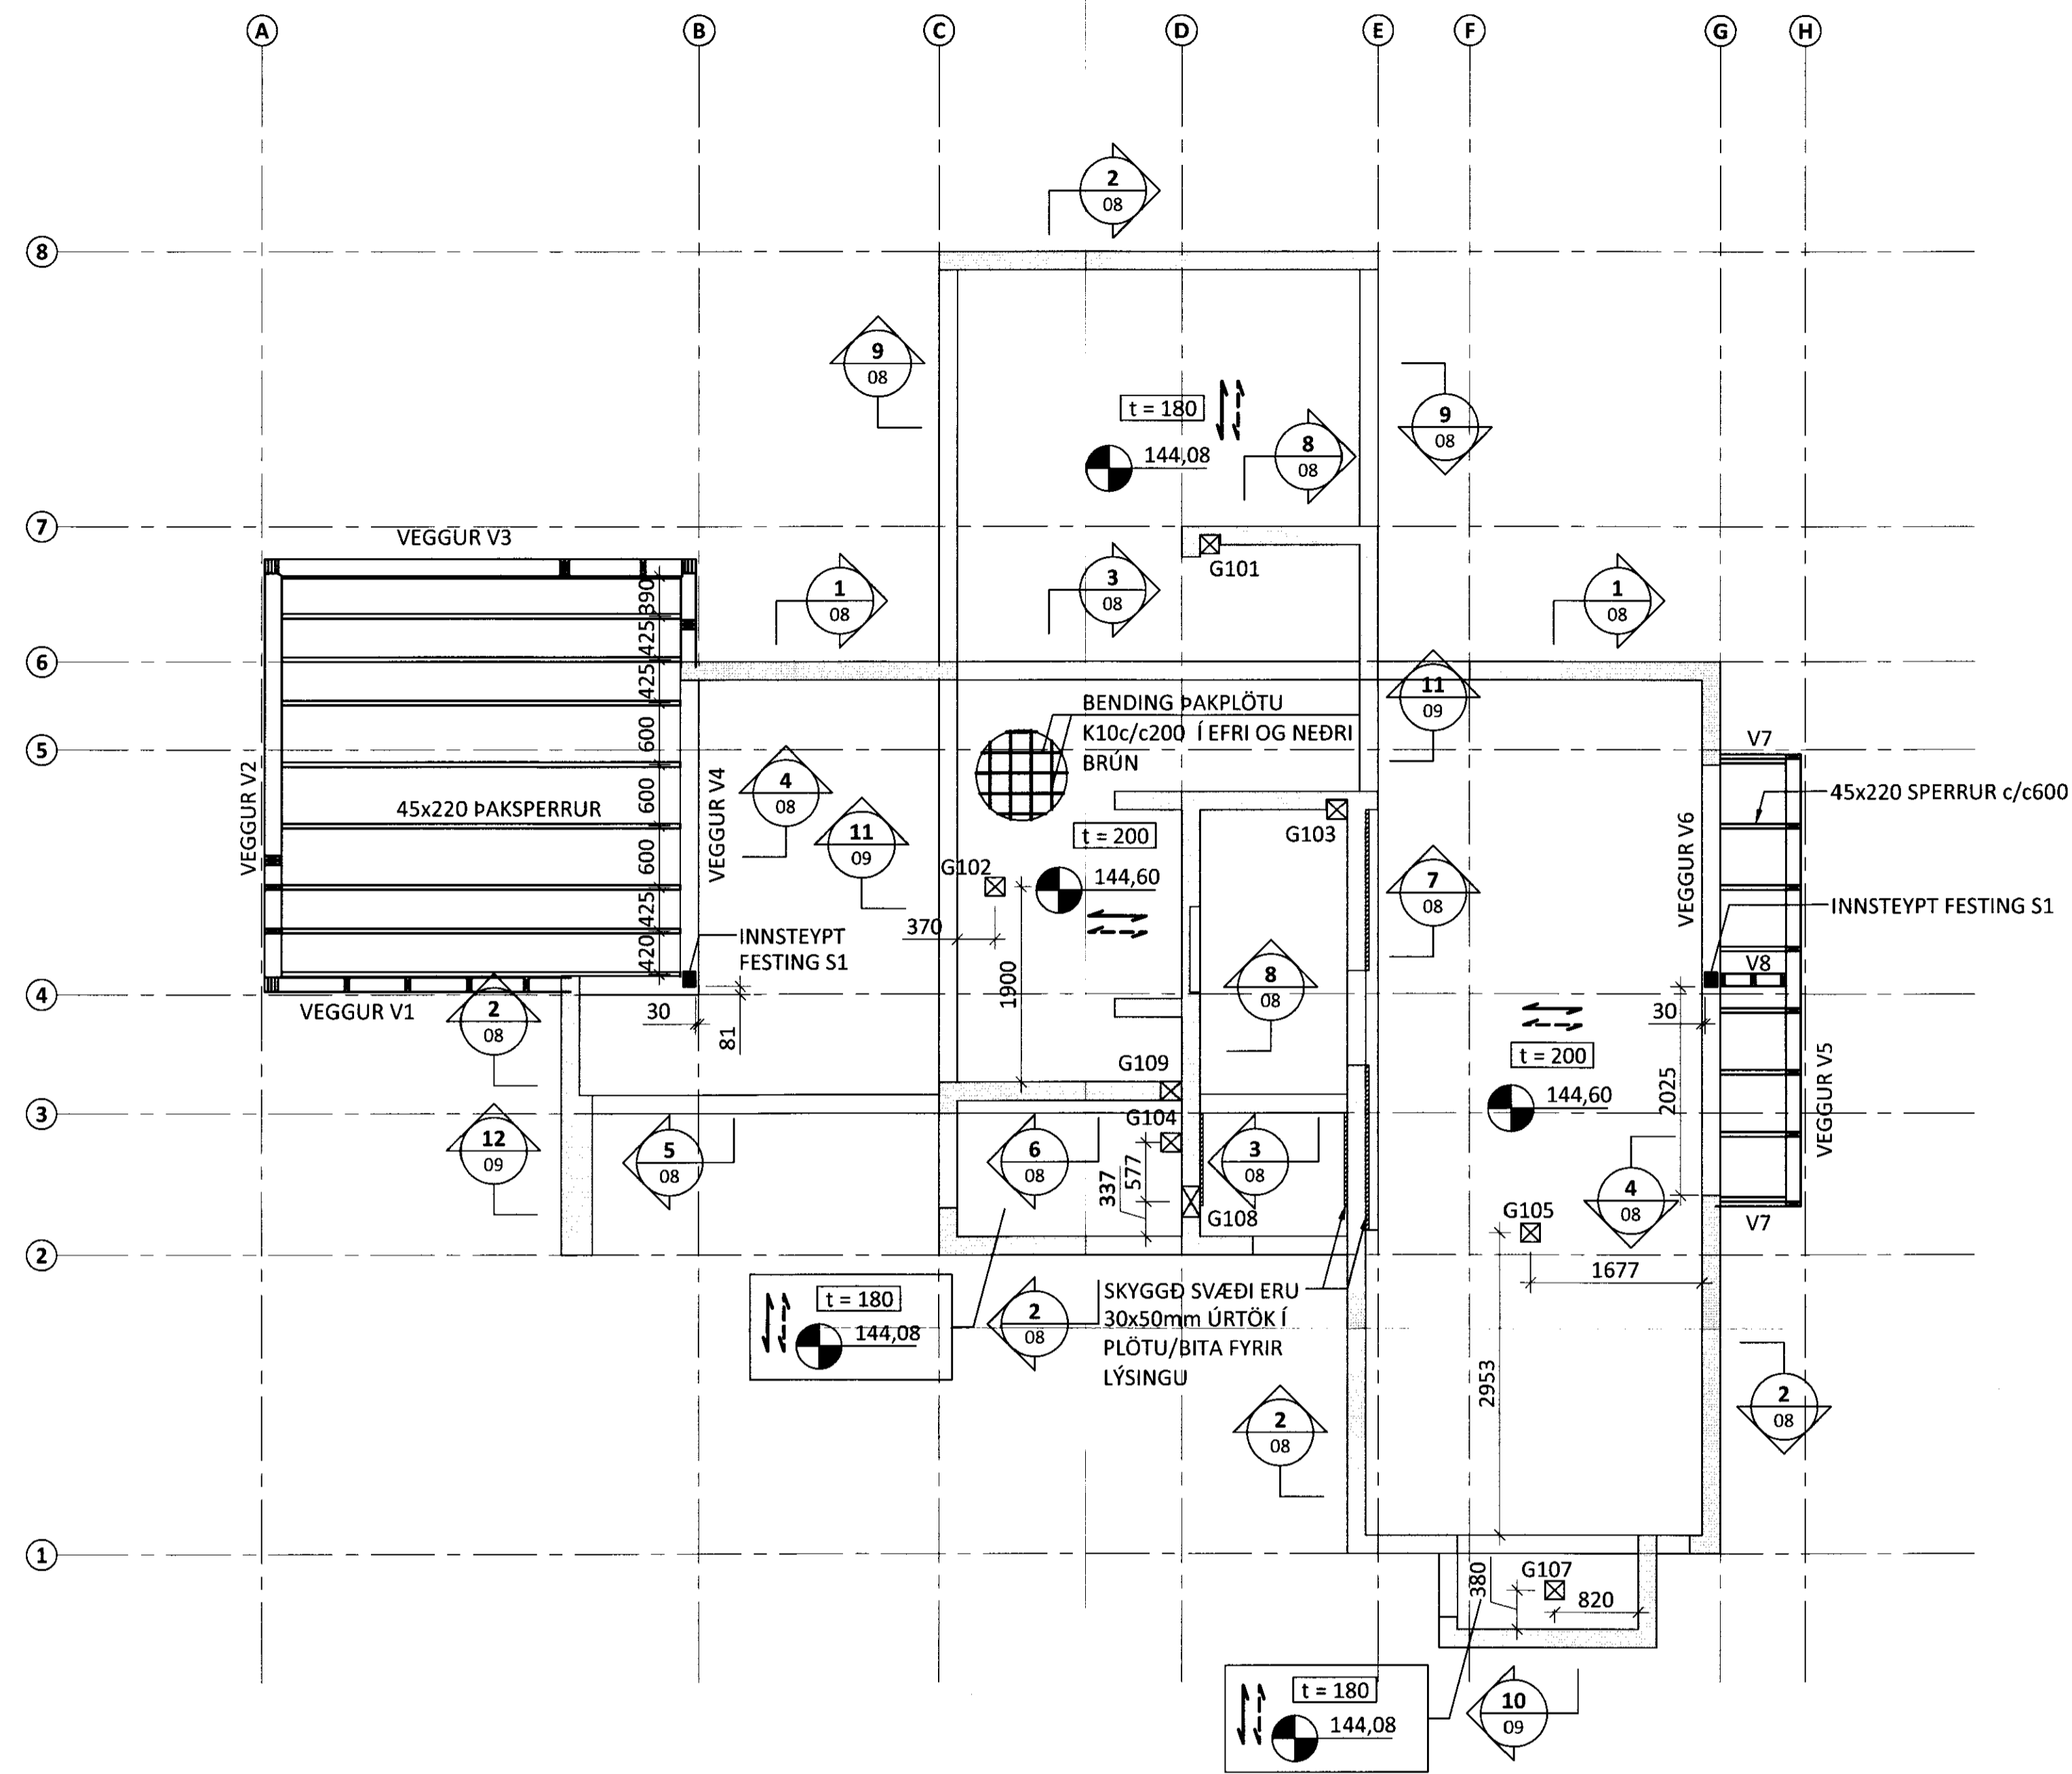 A B C D E F G H
2
08
8
9
08
t = 180
144,08
8
08
9
08
7
VEGGUR V3
G101
1
08
3
08
1
08
390
425
425
600
600
600
425
420
6
11
09
BENDING ÞAKPLÖTU
K10c/c200 Í EFRI OG NEÐRI
BRÚN
5
V7
VEGGUR V2
VEGGUR V4
4
08
45x220 ÞAKSPERRUR
11
09
t = 200
G103
G102
144,60
7
08
VEGGUR V6
45x220 SPERRUR c/c600
INNSTEYPT FESTING S1
370
INNSTEYPT
FESTING S1
1900
8
08
V8
4
VEGGUR V1
2
08
30
81
30
t = 200
2025
VEGGUR V5
G109
144,60
3
G104
12
09
5
08
6
08
337
577
3
08
G108
4
08
G105
V7
2
1677
t = 180
144,08
2
08
SKYGGÐ SVÆÐI ERU
30x50mm ÚRTÖK Í
PLÖTU/BITA FYRIR
LÝSINGU
2953
2
08
2
08
1
380
G107
820
t = 180
144,08
10
09